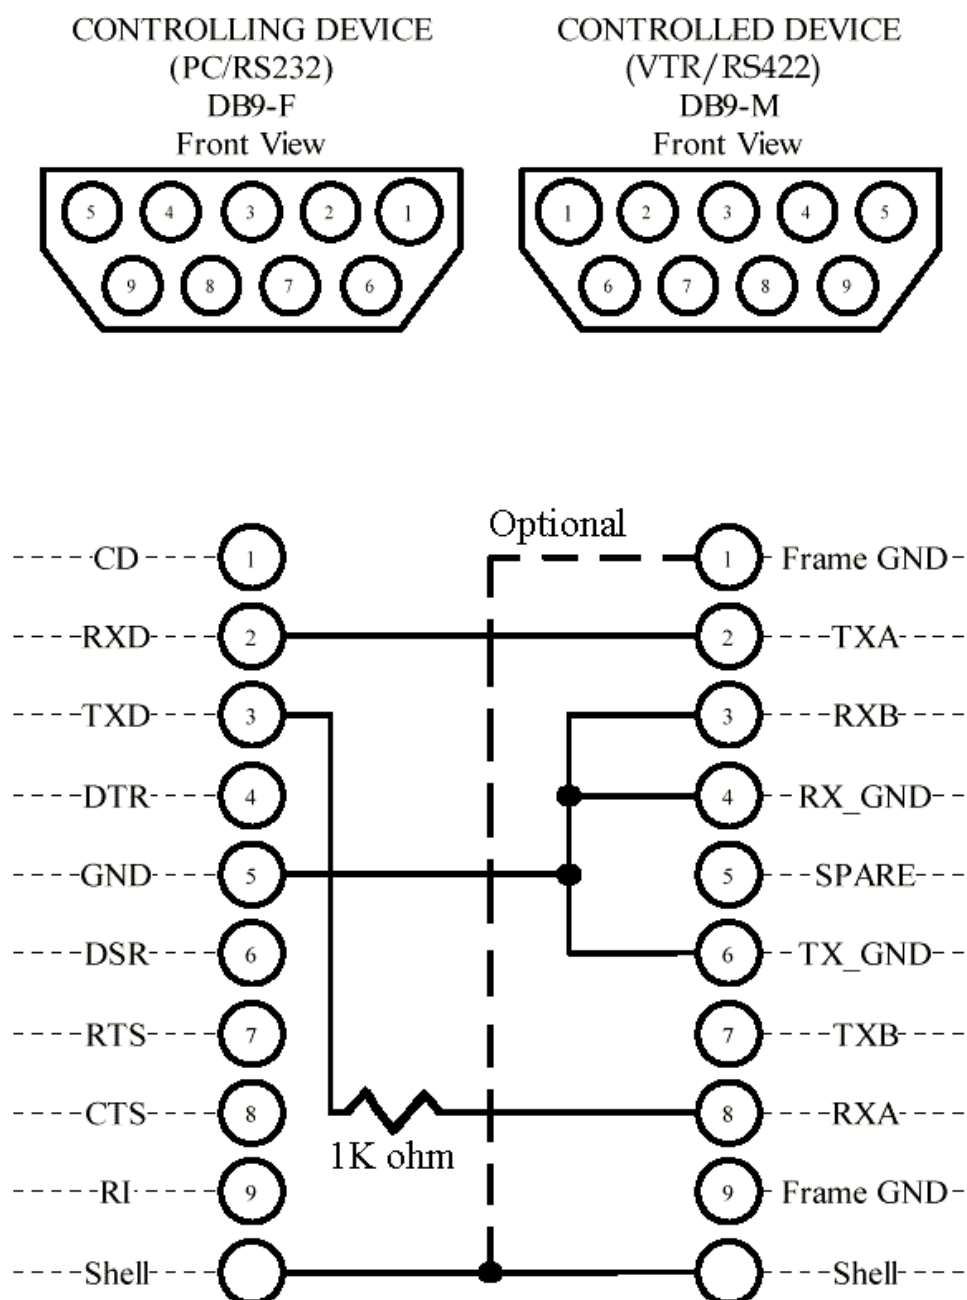 CONTROLLING DEVICE
(PC/RS232)
DB9-F
Front View
CONTROLLED DEVICE
(VTR/RS422)
DB9-M
Front View
5 4 3 2 1
9 8 7 6
1 2 3 4 5
6 7 8 9
Optional
CD 1 1 Frame GND
RXD 2 2 TXA
TXD 3 3 RXB
DTR 4 4 RX_GND
GND 5 5 SPARE
DSR 6 6 TX_GND
RTS 7 7 TXB
CTS 8 8 RXA
1K ohm
RI 9 9 Frame GND
Shell Shell